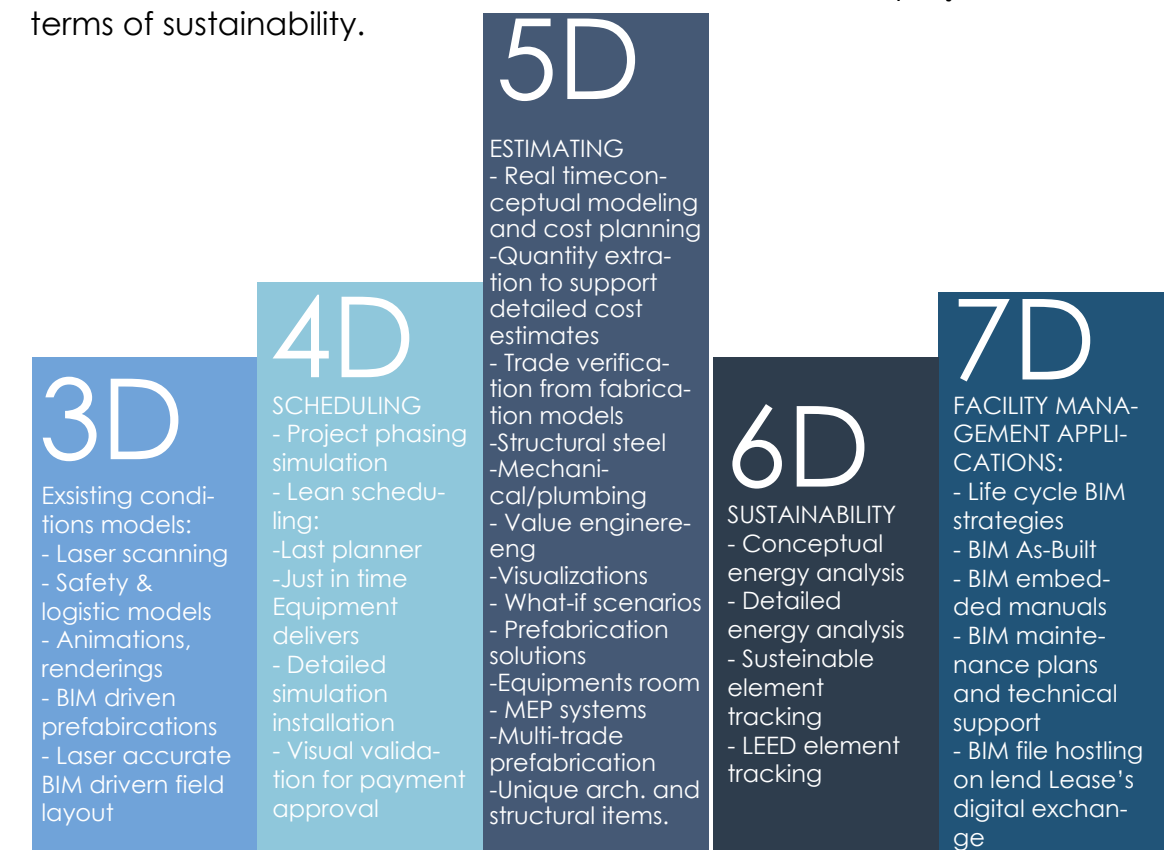 terms of sustainability.
3D
Exsisting condi-
tions models:
- Laser scanning
- Safety &
logistic models
- Animations,
renderings
- BIM driven
prefabircations
- Laser accurate
BIM drivern field
layout
4D
SCHEDULING
- Project phasing
simulation
- Lean schedu-
ling:
-Last planner
-Just in time
Equipment
delivers
- Detailed
simulation
installation
- Visual valida-
tion for payment
approval
5D
ESTIMATING
- Real timecon-
ceptual modeling
and cost planning
-Quantity extra-
tion to support
detailed cost
estimates
- Trade verifica-
tion from fabrica-
tion models
-Structural steel
-Mechani-
cal/plumbing
- Value enginere-
eng
-Visualizations
- What-if scenarios
- Prefabrication
solutions
-Equipments room
- MEP systems
-Multi-trade
prefabrication
-Unique arch. and
structural items.
6D
SUSTAINABILITY
- Conceptual
energy analysis
- Detailed
energy analysis
- Susteinable
element
tracking
- LEED element
tracking
7D
FACILITY MANA-
GEMENT APPLI-
CATIONS:
- Life cycle BIM
strategies
- BIM As-Built
- BIM embed-
ded manuals
- BIM mainte-
nance plans
and technical
support
- BIM file hostling
on lend Lease’s
digital exchan-
ge